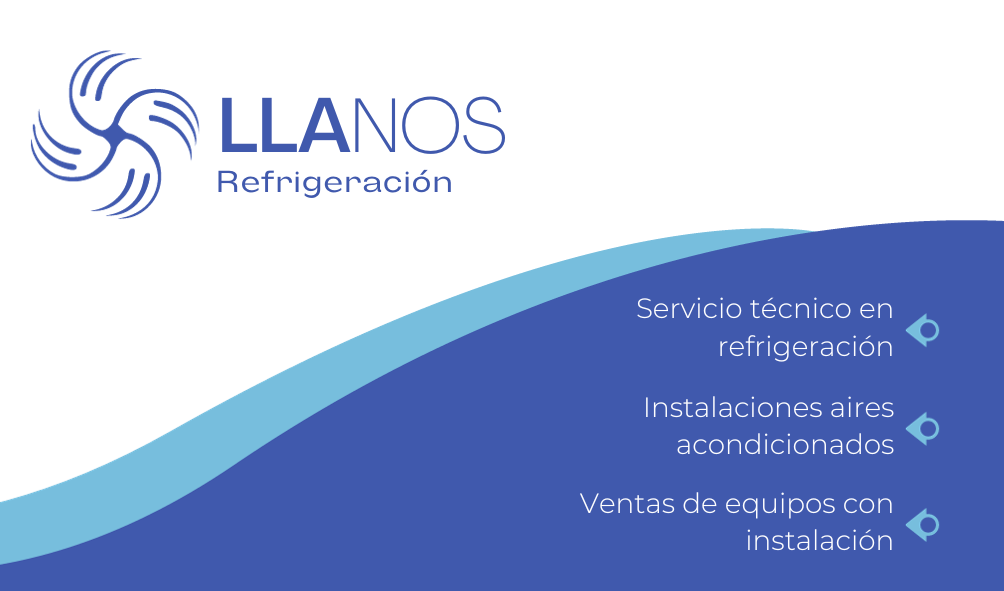 LLANOS
Refrigeración
Servicio técnico en
refrigeración
Instalaciones aires
acondicionados
Ventas de equipos con
instalación